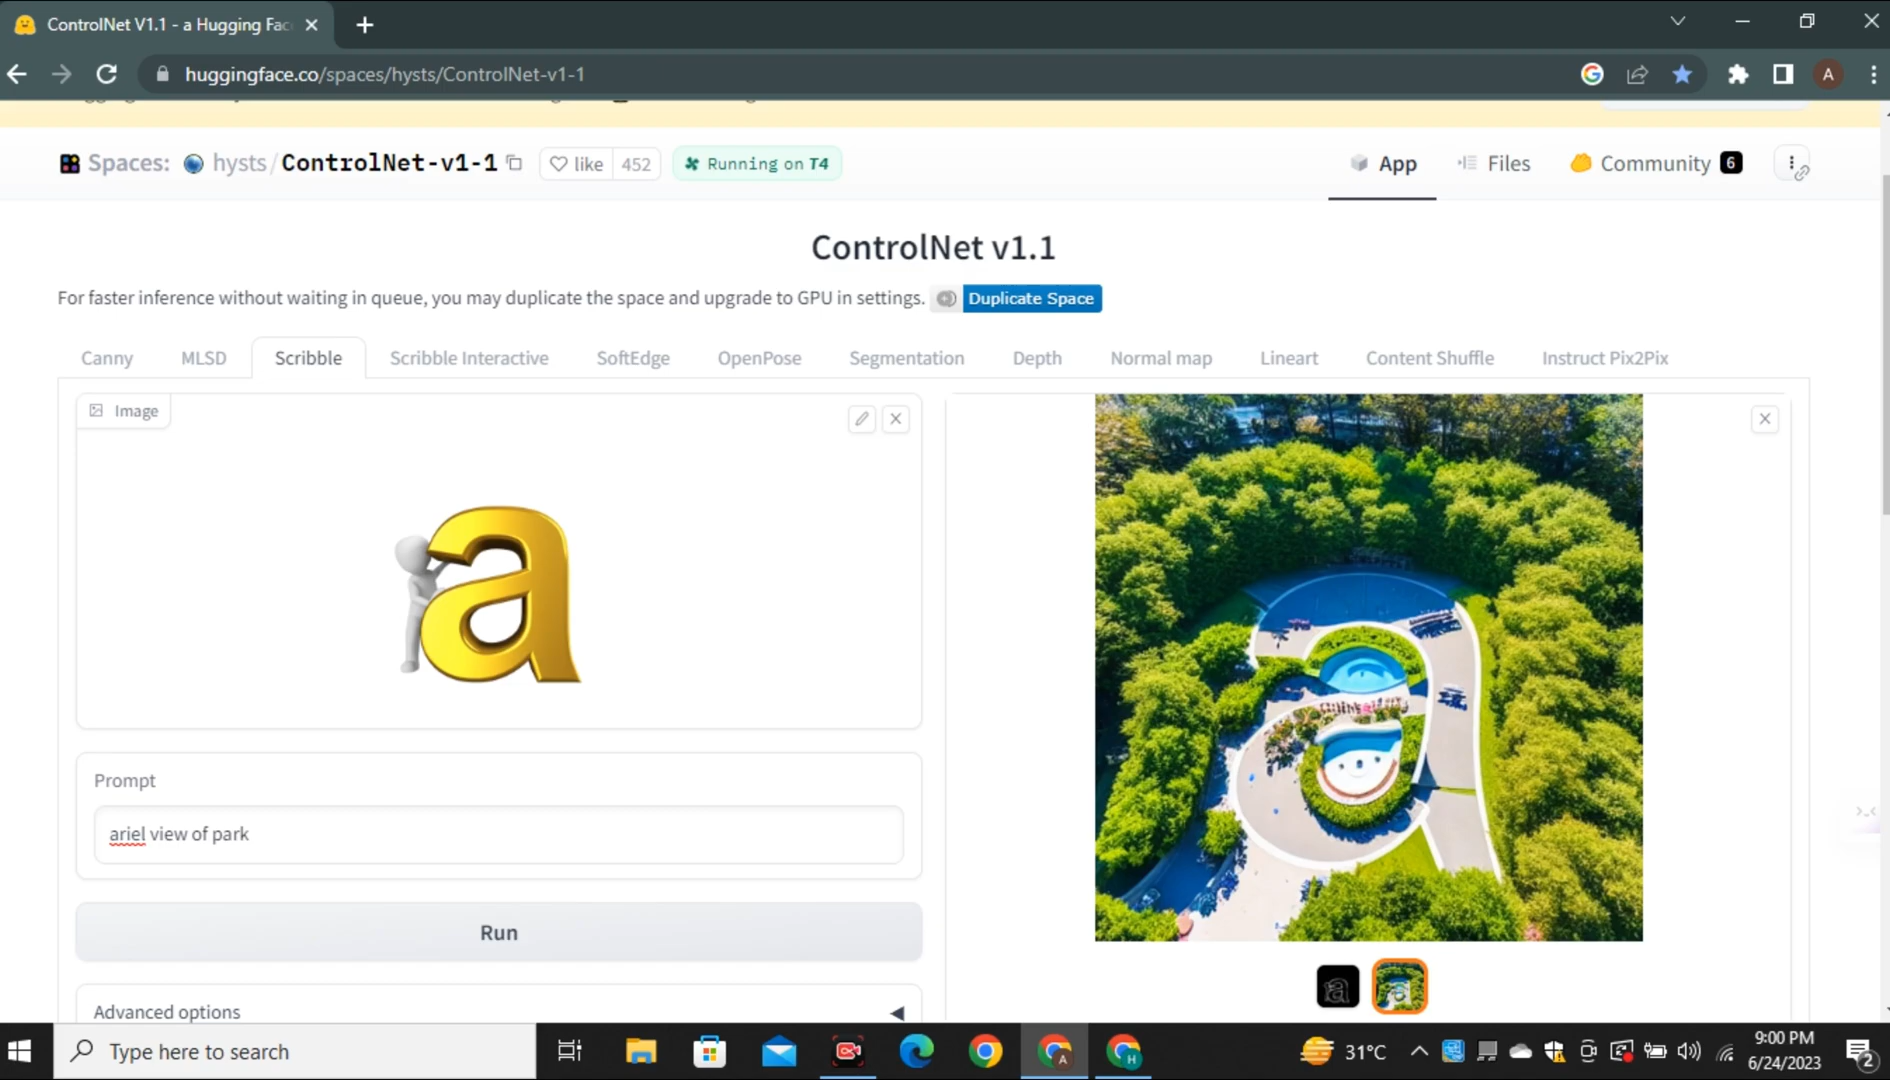 ControlNet V1.1 - a Hugging Fac
huggingface.co/spaces/hysts/ControlNet-v1-1
A
Spaces: hysts/ControlNet-v1-1 like 452 Running on T4 App Files Community 6
ControlNet v1.1
For faster inference without waiting in queue, you may duplicate the space and upgrade to GPU in settings. Duplicate Space
Canny MLSD Scribble Scribble Interactive SoftEdge OpenPose Segmentation Depth Normal map Lineart Content Shuffle Instruct Pix2Pix
Image
a
Prompt
ariel view of park
Run
Advanced options
Type here to search
A
H
31°C
9:00 PM
6/24/2023
2